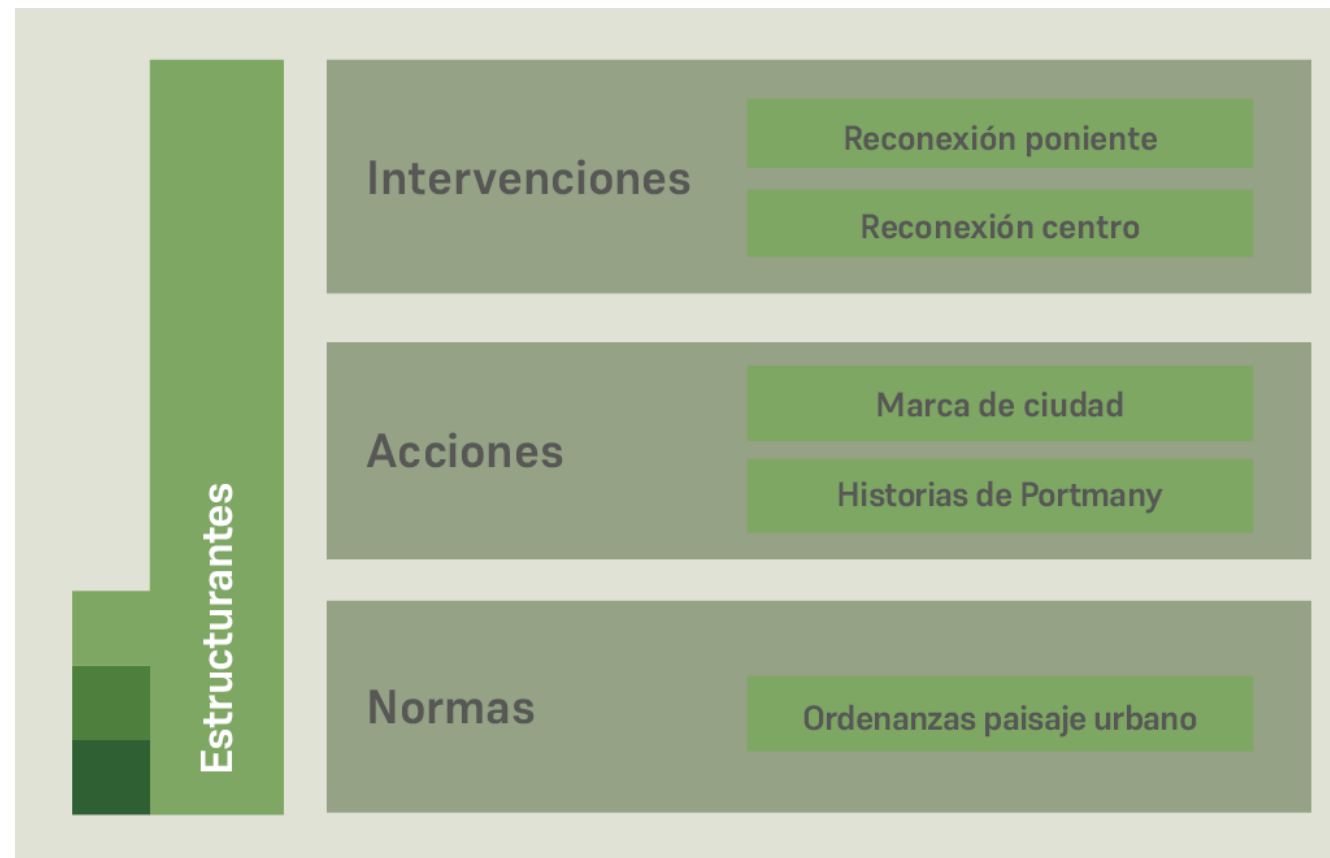 Estructurantes
Intervenciones
Reconexión poniente
Reconexión centro
Acciones
Marca de ciudad
Historias de Portmany
Normas
Ordenanzas paisaje urbano